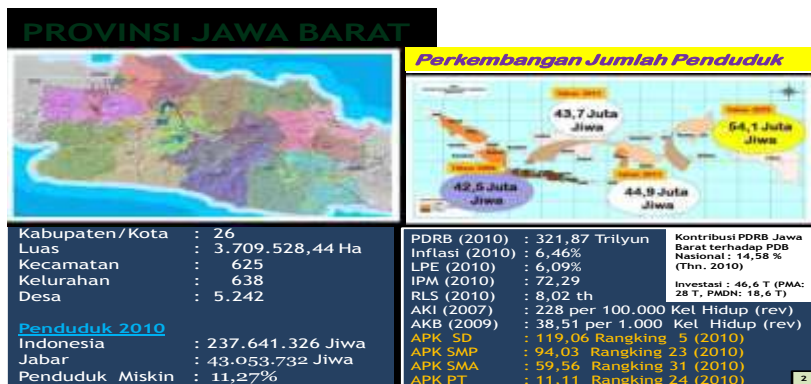 PROVINSI JAWA BARAT
Perkembangan Jumlah Penduduk
43,7 Juta
Jiwa
54,1 Juta
Jiwa
42,5 Juta
Jiwa
44,9 Juta
Jiwa
Kabupaten/Kota : 26
Luas : 3.709.528,44 Ha
Kecamatan : 625
Kelurahan : 638
Desa : 5.242
Penduduk 2010
Indonesia : 237.641.326 Jiwa
Jabar : 43.053.732 Jiwa
Penduduk Miskin : 11,27%
PDRB (2010) : 321,87 Trilyun
Inflasi (2010) : 6,46%
LPE (2010) : 6,09%
IPM (2010) : 72,29
RLS (2010) : 8,02 th
AKI (2007) : 228 per 100.000 Kel Hidup (rev)
AKB (2009) : 38,51 per 1.000 Kel Hidup (rev)
APK SD : 119,06 Rangking 5 (2010)
APK SMP : 94,03 Rangking 23 (2010)
APK SMA : 59,56 Rangking 31 (2010)
APK PT : 11,11 Rangking 24 (2010)
Kontribusi PDRB Jawa
Barat terhadap PDB
Nasional : 14,58 %
(Thn. 2010)
Investasi : 46,6 T (PMA:
28 T, PMDN: 18,6 T)
2